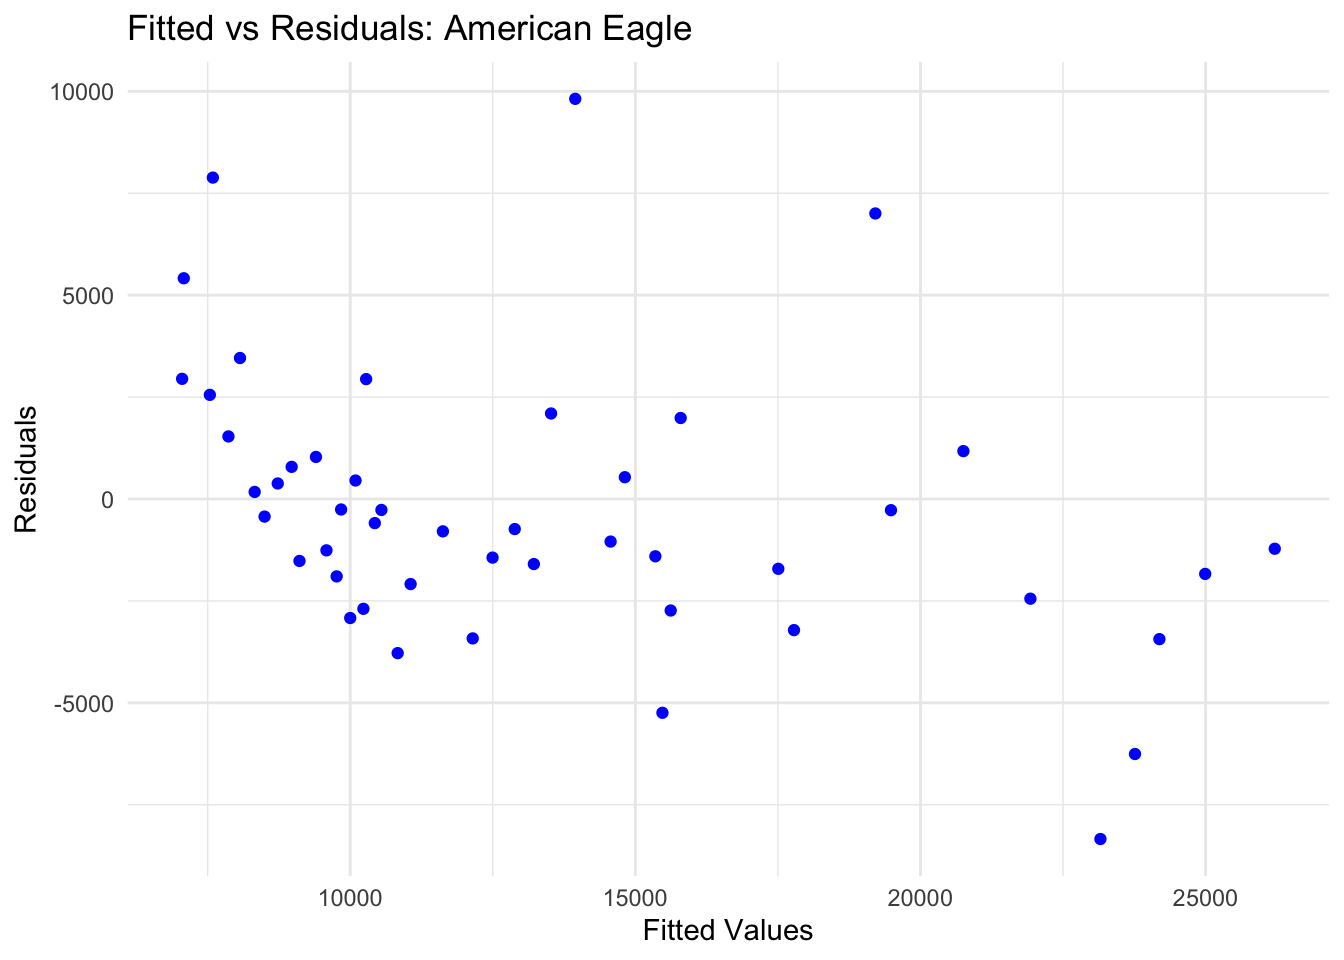 Fitted vs Residuals: American Eagle
10000
5000
0
-5000
Residuals
10000 15000 20000 25000
Fitted Values